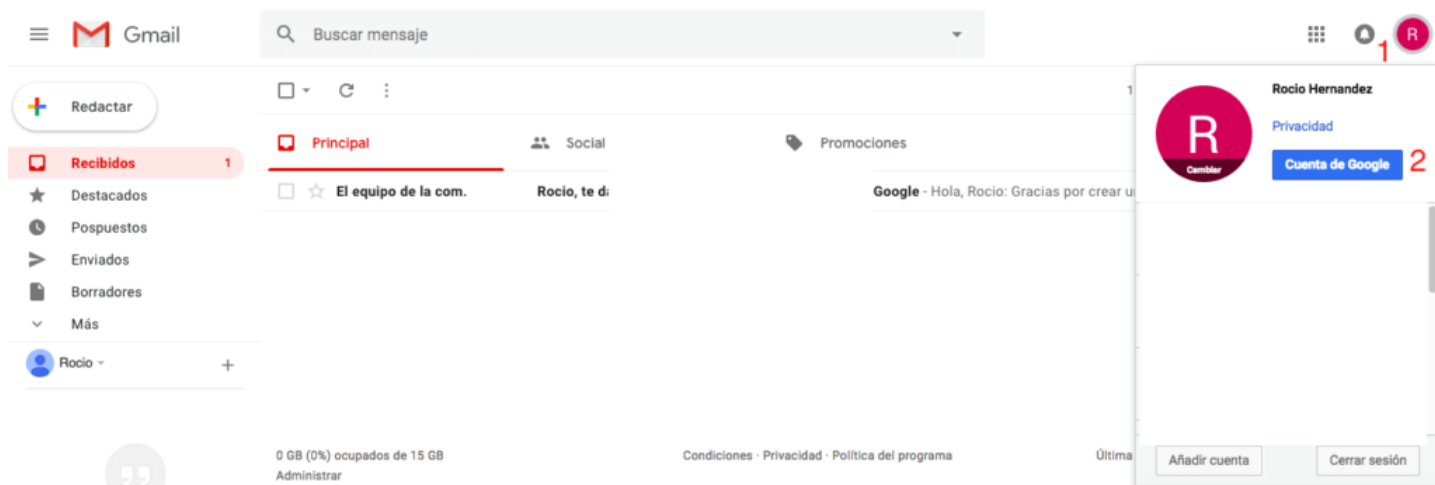 Gmail
Buscar mensaje
1
R
Redactar
1
Rocio Hernandez
Privacidad
R
Cambiar
Cuenta de Google
2
Principal
Social
Promociones
Recibidos 1
El equipo de la com. Rocio, te da Google - Hola, Rocio: Gracias por crear u
Destacados
Pospuestos
Enviados
Borradores
Más
Rocio
0 GB (0%) ocupados de 15 GB
Administrar
Condiciones · Privacidad · Política del programa
Última
Añadir cuenta
Cerrar sesión